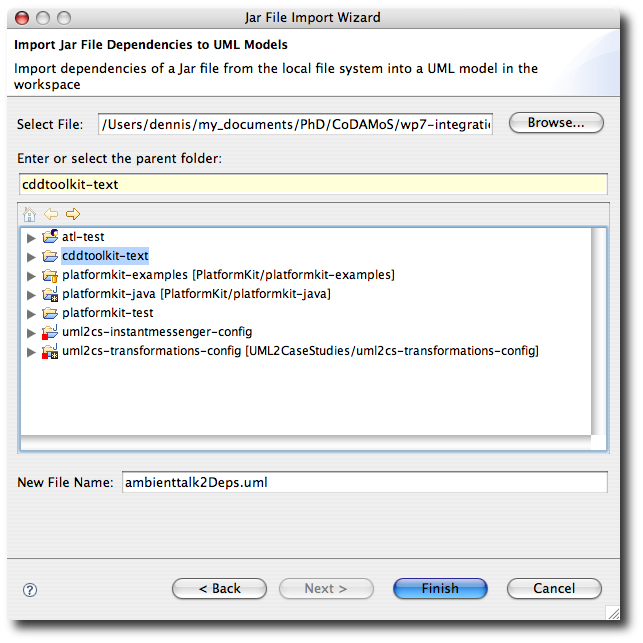 Jar File Import Wizard
Import Jar File Dependencies to UML Models
Import dependencies of a Jar file from the local file system into a UML model in the
workspace
Select File: /Users/dennis/my_documents/PhD/CoDAMoS/wp7-integratio Browse...
Enter or select the parent folder:
cddtoolkit-text
atl-test
cddtoolkit-text
platformkit-examples [PlatformKit/platformkit-examples]
platformkit-java [PlatformKit/platformkit-java]
platformkit-test
uml2cs-instantmessenger-config
uml2cs-transformations-config [UML2CaseStudies/uml2cs-transformations-config]
New File Name: ambienttalk2Deps.uml
? < Back Next > Finish Cancel